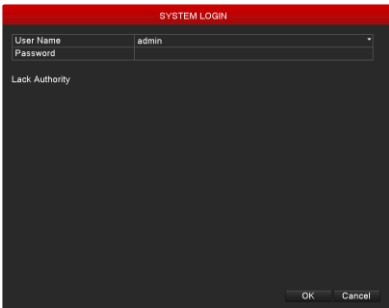 SYSTEM LOGIN
User Name admin
Password
Lack Authority
OK Cancel